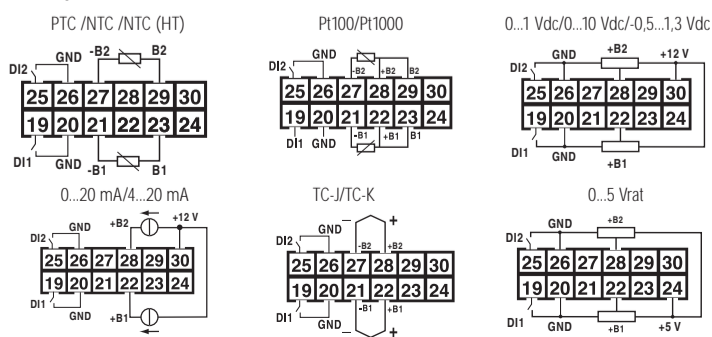 PTC /NTC /NTC (HT)
GND -B2 B2
DI2
25 26 27 28 29 30
19 20 21 22 23 24
DI1 GND -B1 B1
Pt100/Pt1000
DI2 GND -B2 +B2 B2
25 26 27 28 29 30
19 20 21 22 23 24
DI1 GND -B1 +B1 B1
0...1 Vdc/0...10 Vdc/-0,5...1,3 Vdc
GND +B2 +12 V
DI2
25 26 27 28 29 30
19 20 21 22 23 24
DI1 GND +B1
0...20 mA/4...20 mA
GND +B2 +12 V
DI2
25 26 27 28 29 30
19 20 21 22 23 24
DI1 GND +B1
TC-J/TC-K
– +
DI2 GND -B2 +B2
25 26 27 28 29 30
19 20 21 22 23 24
DI1 GND -B1 +B1
– +
0...5 Vrat
GND +B2
DI2
25 26 27 28 29 30
19 20 21 22 23 24
DI1 GND +B1 +5 V